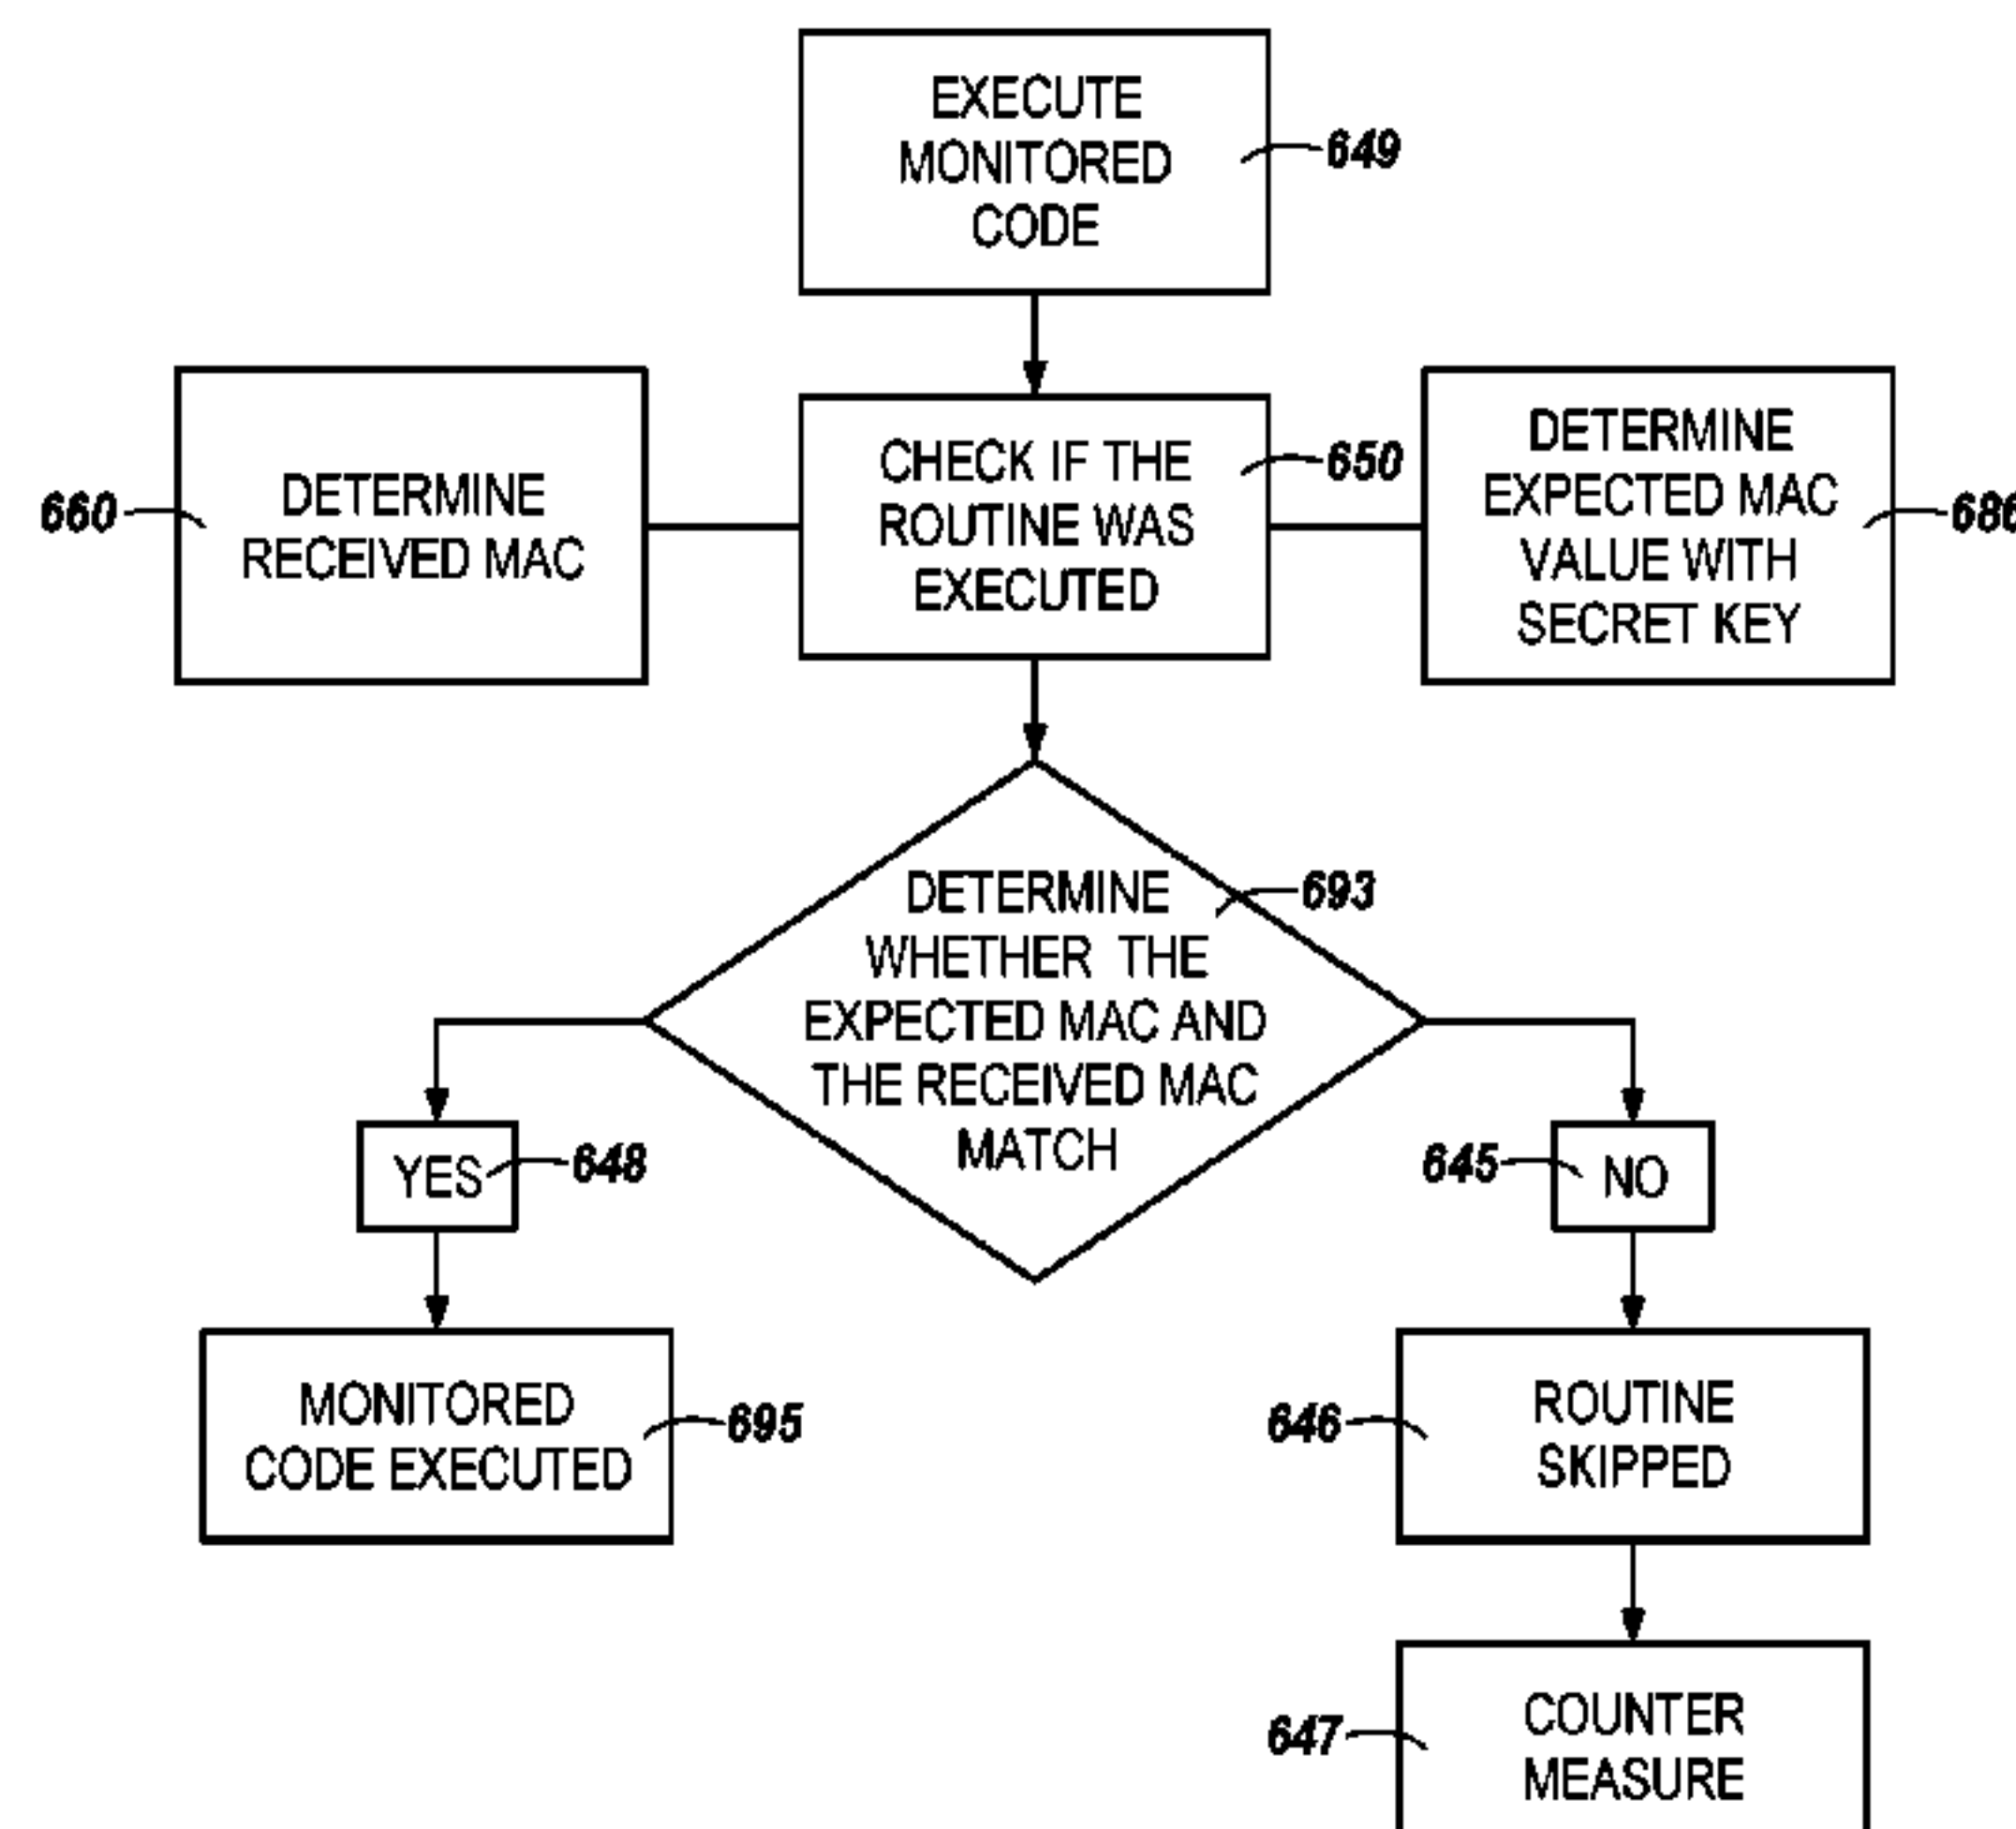 EXECUTE
MONITORED
CODE
649
660
DETERMINE
RECEIVED MAC
CHECK IF THE
ROUTINE WAS
EXECUTED
650
DETERMINE
EXPECTED MAC
VALUE WITH
SECRET KEY
DETERMINE
WHETHER THE
EXPECTED MAC AND
THE RECEIVED MAC
MATCH
693
YES
648
645
NO
MONITORED
CODE EXECUTED
695
646
ROUTINE
SKIPPED
647
COUNTER
MEASURE